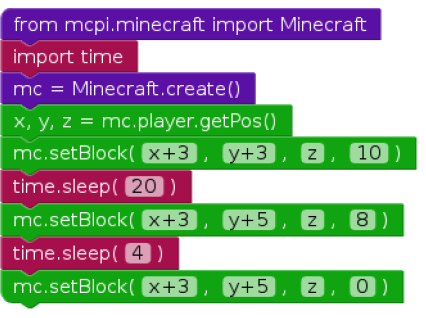 from mcpi.minecraft import Minecraft
import time
mc = Minecraft.create()
x, y, z = mc.player.getPos()
mc.setBlock( x+3 , y+3 , z , 10 )
time.sleep( 20 )
mc.setBlock( x+3 , y+5 , z , 8 )
time.sleep( 4 )
mc.setBlock( x+3 , y+5 , z , 0 )